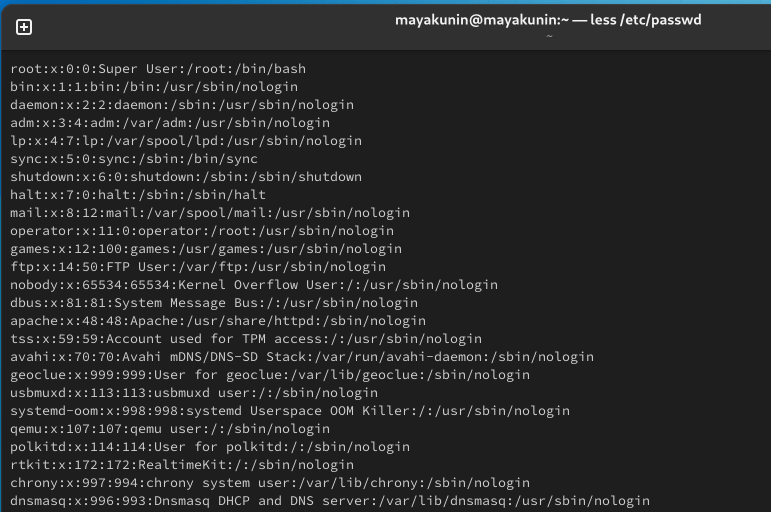 mayakunin@mayakunin:~ — less /etc/passwd
~
root:x:0:0:Super User:/root:/bin/bash
bin:x:1:1:bin:/bin:/usr/sbin/nologin
daemon:x:2:2:daemon:/sbin:/usr/sbin/nologin
adm:x:3:4:adm:/var/adm:/usr/sbin/nologin
lp:x:4:7:lp:/var/spool/lpd:/usr/sbin/nologin
sync:x:5:0:sync:/sbin:/bin/sync
shutdown:x:6:0:shutdown:/sbin:/sbin/shutdown
halt:x:7:0:halt:/sbin:/sbin/halt
mail:x:8:12:mail:/var/spool/mail:/usr/sbin/nologin
operator:x:11:0:operator:/root:/usr/sbin/nologin
games:x:12:100:games:/usr/games:/usr/sbin/nologin
ftp:x:14:50:FTP User:/var/ftp:/usr/sbin/nologin
nobody:x:65534:65534:Kernel Overflow User:/:/usr/sbin/nologin
dbus:x:81:81:System Message Bus:/:/usr/sbin/nologin
apache:x:48:48:Apache:/usr/share/httpd:/sbin/nologin
tss:x:59:59:Account used for TPM access:/:/usr/sbin/nologin
avahi:x:70:70:Avahi mDNS/DNS-SD Stack:/var/run/avahi-daemon:/sbin/nologin
geoclue:x:999:999:User for geoclue:/var/lib/geoclue:/sbin/nologin
usbmuxd:x:113:113:usbmuxd user:/:/sbin/nologin
systemd-oom:x:998:998:systemd Userspace OOM Killer:/:/usr/sbin/nologin
qemu:x:107:107:qemu user:/:/sbin/nologin
polkitd:x:114:114:User for polkitd:/:/sbin/nologin
rtkit:x:172:172:RealtimeKit:/:/sbin/nologin
chrony:x:997:994:chrony system user:/var/lib/chrony:/sbin/nologin
dnsmasq:x:996:993:Dnsmasq DHCP and DNS server:/var/lib/dnsmasq:/usr/sbin/nologin